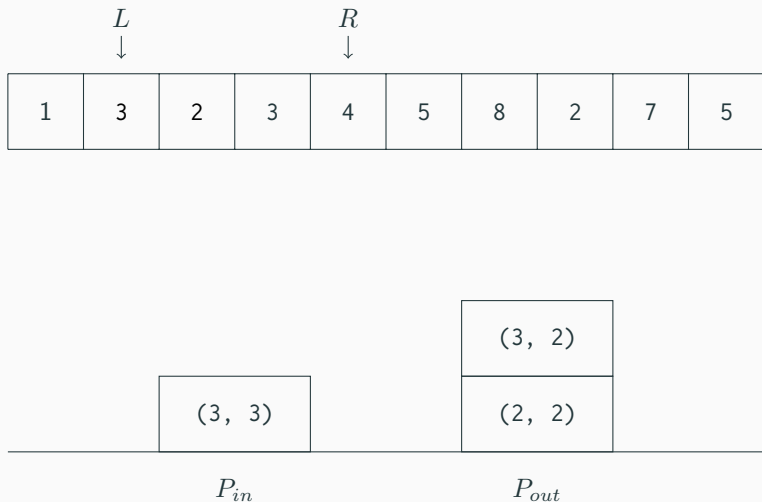 L R
↓ ↓
1 3 2 3 4 5 8 2 7 5
(3, 2)
(3, 3) (2, 2)
P_in P_out